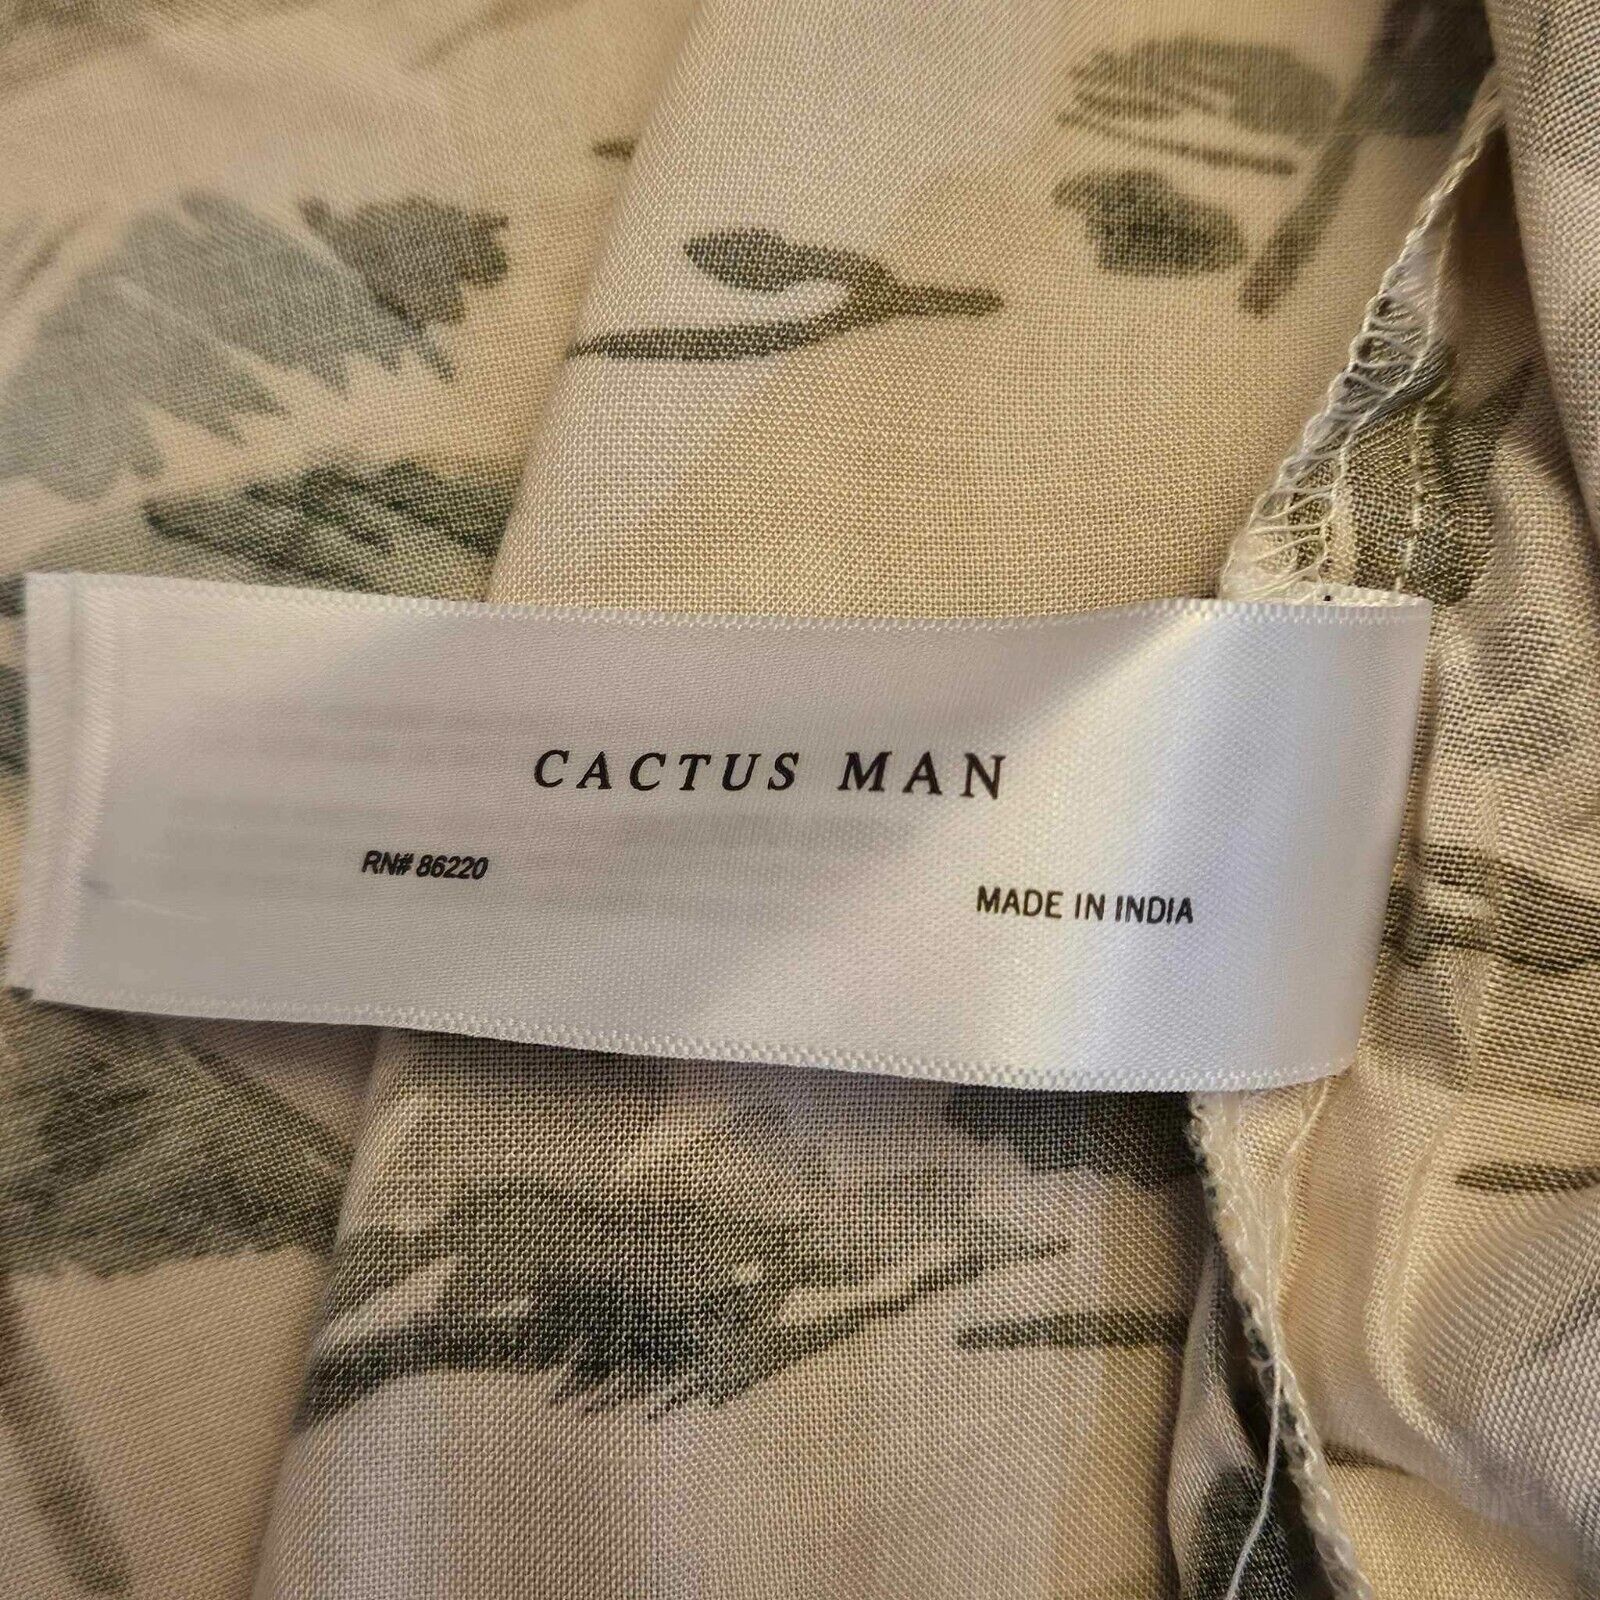 CACTUS MAN
RN# 86220
MADE IN INDIA